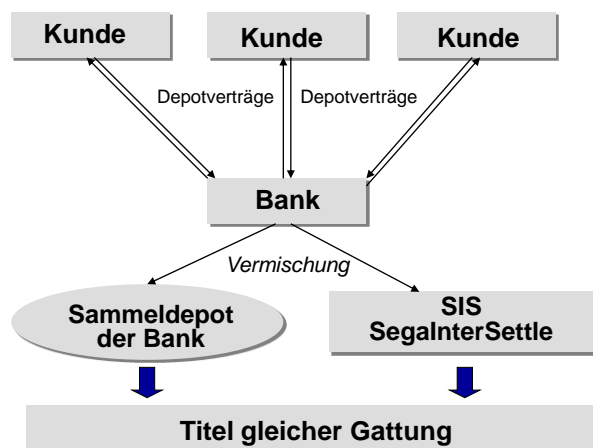 Kunde
Kunde
Kunde
Depotverträge
Depotverträge
Bank
Vermischung
Sammeldepot
der Bank
SIS
SegaInterSettle
Titel gleicher Gattung